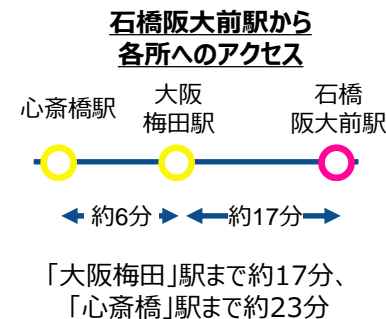 石橋阪大前駅から
各所へのアクセス
心斎橋駅
大阪
梅田駅
石橋
阪大前駅
約6分
約17分
「大阪梅田」駅まで約17分、
「心斎橋」駅まで約23分